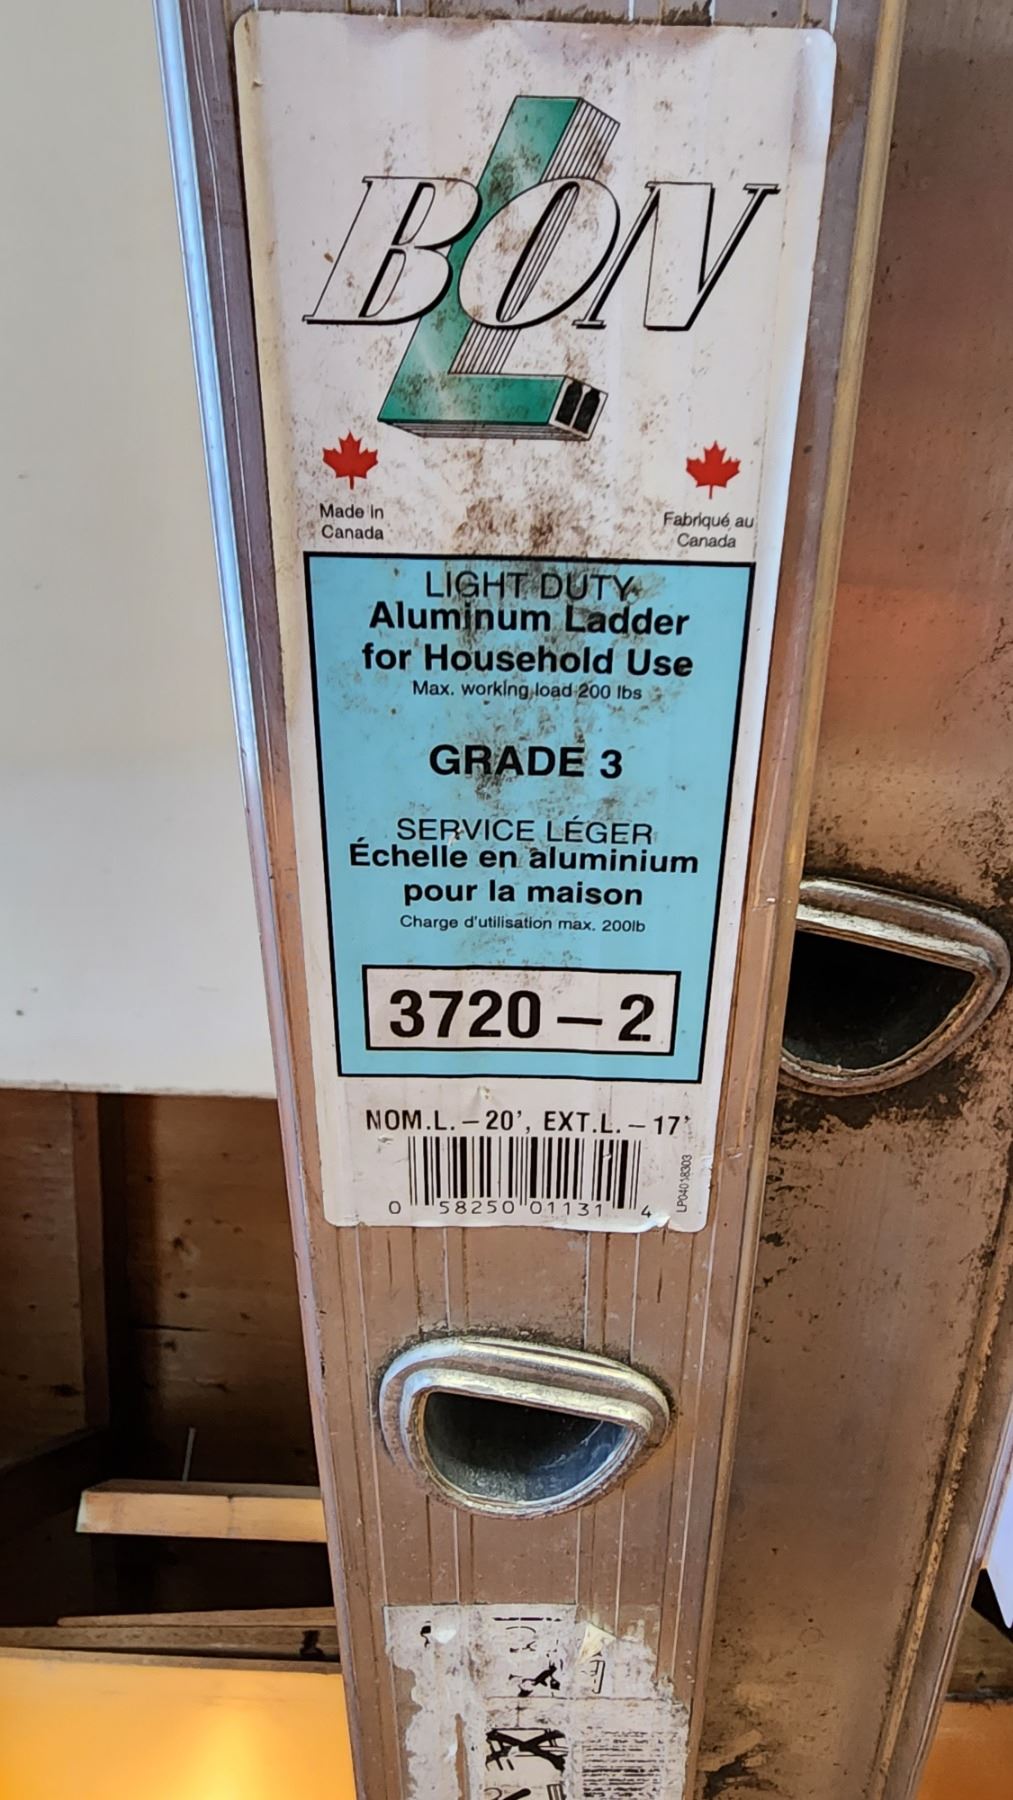 L
BON
Made in
Canada
Fabriqué au
Canada
LIGHT DUTY
Aluminum Ladder
for Household Use
Max. working load 200 lbs
GRADE 3
SERVICE LÉGER
Échelle en aluminium
pour la maison
Charge d'utilisation max. 200lb
3720 – 2
NOM.L. – 20', EXT.L. – 17'
0 58250 01131 4
LP04018303